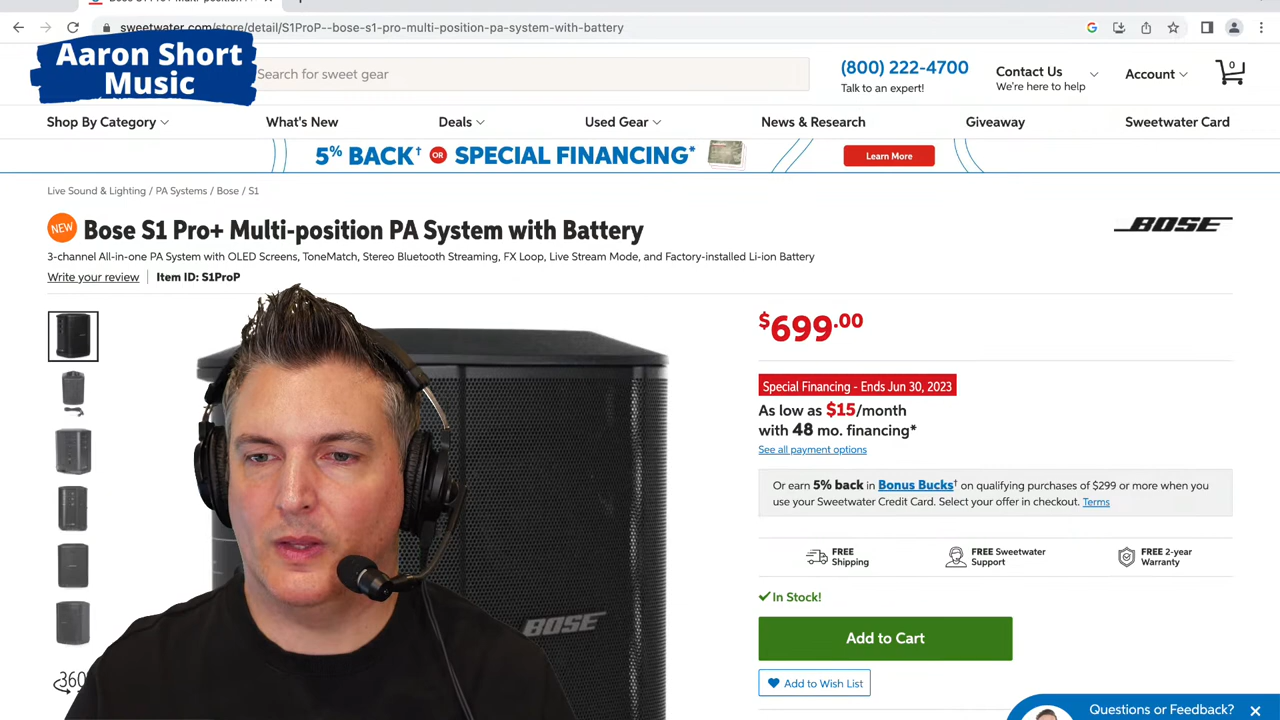 sweetwater.com/store/detail/S1ProP--bose-s1-pro-multi-position-pa-system-with-battery
Aaron Short
Music
Search for sweet gear
(800) 222-4700
Talk to an expert!
Contact Us
We're here to help
Account
0
Shop By Category
What's New
Deals
Used Gear
News & Research
Giveaway
Sweetwater Card
5% BACK† OR SPECIAL FINANCING*
Learn More
Live Sound & Lighting / PA Systems / Bose / S1
NEW
Bose S1 Pro+ Multi-position PA System with Battery
BOSE
3-channel All-in-one PA System with OLED Screens, ToneMatch, Stereo Bluetooth Streaming, FX Loop, Live Stream Mode, and Factory-installed Li-ion Battery
Write your review
Item ID: S1ProP
$699.00
Special Financing - Ends Jun 30, 2023
As low as $15/month
with 48 mo. financing*
See all payment options
Or earn 5% back in Bonus Bucks† on qualifying purchases of $299 or more when you
use your Sweetwater Credit Card. Select your offer in checkout. Terms
FREE
Shipping
FREE Sweetwater
Support
FREE 2-year
Warranty
In Stock!
BOSE
Add to Cart
360
Add to Wish List
Questions or Feedback?